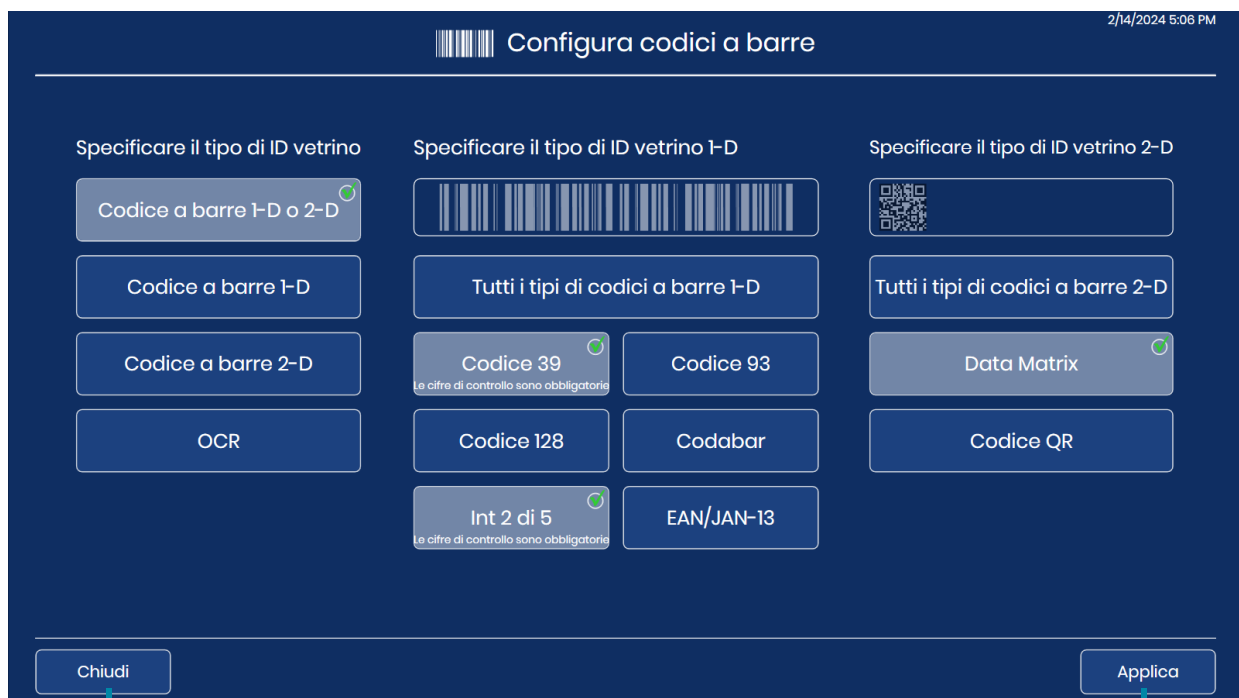 2/14/2024 5:06 PM
Configura codici a barre
Specificare il tipo di ID vetrino
Codice a barre 1-D o 2-D
Codice a barre 1-D
Codice a barre 2-D
OCR
Specificare il tipo di ID vetrino 1-D
Tutti i tipi di codici a barre 1-D
Codice 39
Le cifre di controllo sono obbligatorie
Codice 93
Codice 128
Codabar
Int 2 di 5
Le cifre di controllo sono obbligatorie
EAN/JAN-13
Specificare il tipo di ID vetrino 2-D
Tutti i tipi di codici a barre 2-D
Data Matrix
Codice QR
Chiudi
Applica